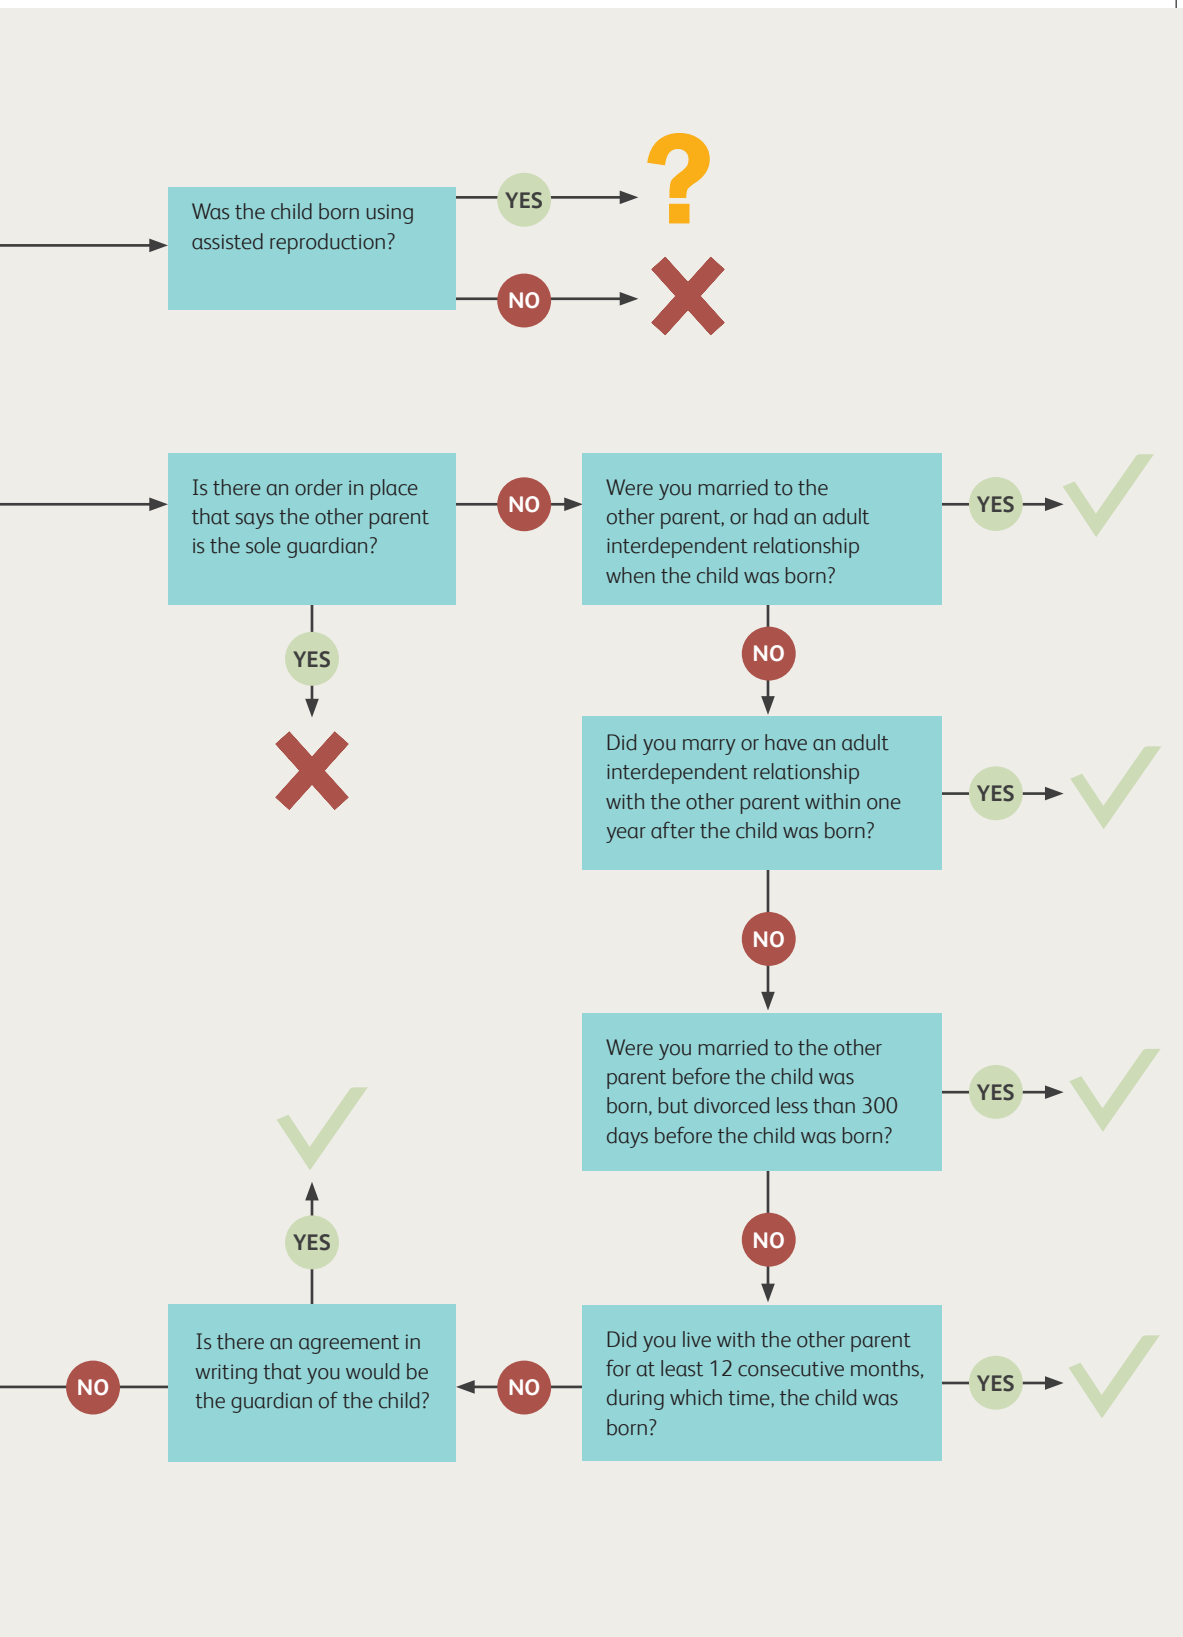 Was the child born using
assisted reproduction?
YES
?
NO
Is there an order in place
that says the other parent
is the sole guardian?
NO
YES
Were you married to the
other parent, or had an adult
interdependent relationship
when the child was born?
YES
NO
Did you marry or have an adult
interdependent relationship
with the other parent within one
year after the child was born?
YES
NO
Were you married to the other
parent before the child was
born, but divorced less than 300
days before the child was born?
YES
NO
Did you live with the other parent
for at least 12 consecutive months,
during which time, the child was
born?
YES
NO
Is there an agreement in
writing that you would be
the guardian of the child?
YES
NO